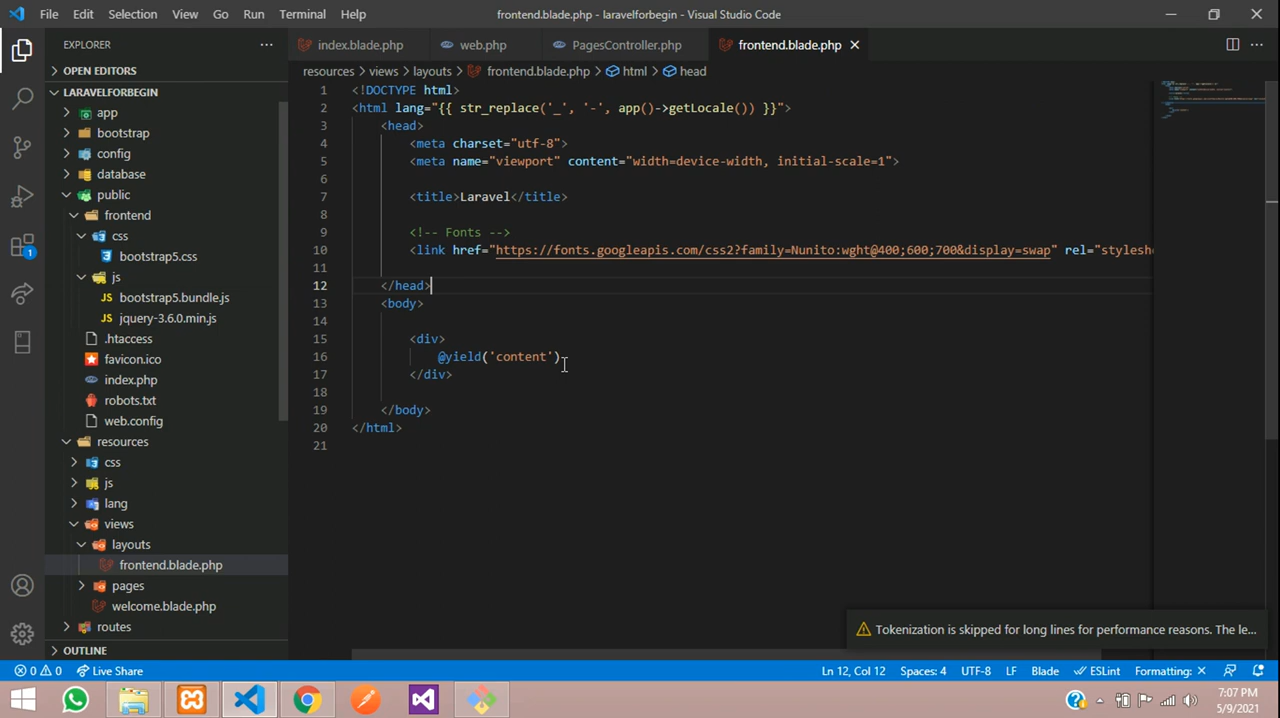 File Edit Selection View Go Run Terminal Help
frontend.blade.php - laravelforbegin - Visual Studio Code
EXPLORER
index.blade.php web.php PagesController.php frontend.blade.php
OPEN EDITORS
resources > views > layouts > frontend.blade.php > html > head
LARAVELFORBEGIN
app
bootstrap
config
database
public
frontend
css
bootstrap5.css
js
bootstrap5.bundle.js
jquery-3.6.0.min.js
.htaccess
favicon.ico
index.php
robots.txt
web.config
resources
css
js
lang
views
layouts
frontend.blade.php
pages
welcome.blade.php
routes
OUTLINE
1 <!DOCTYPE html>
2 <html lang="{{ str_replace('_', '-', app()->getLocale()) }}">
3 <head>
4 <meta charset="utf-8">
5 <meta name="viewport" content="width=device-width, initial-scale=1">
6
7 <title>Laravel</title>
8
9 <!-- Fonts -->
10 <link href="https://fonts.googleapis.com/css2?family=Nunito:wght@400;600;700&display=swap" rel="styleshe
11
12 </head>
13 <body>
14
15 <div>
16 @yield('content')
17 </div>
18
19 </body>
20 </html>
21
Tokenization is skipped for long lines for performance reasons. The le...
1
0 0 Live Share
Ln 12, Col 12 Spaces: 4 UTF-8 LF Blade ESLint Formatting: ×
7:07 PM
5/9/2021